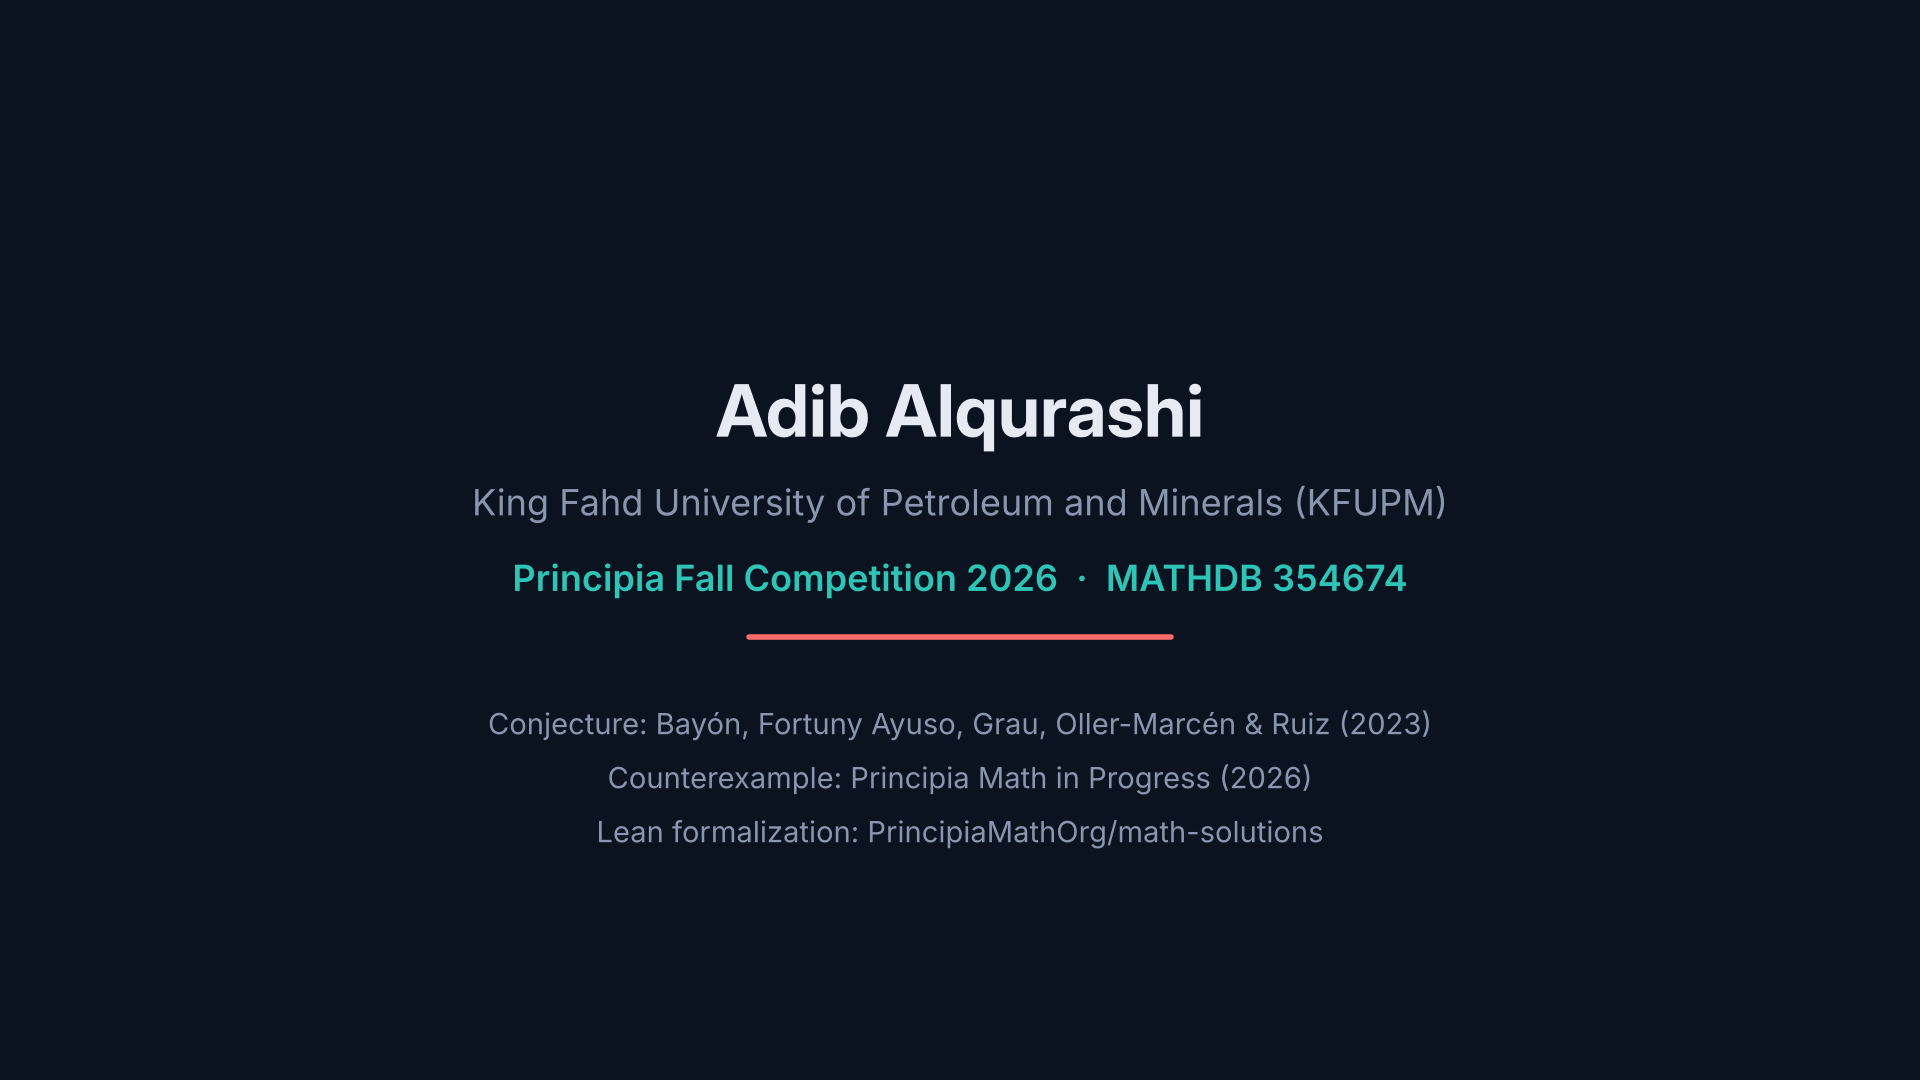 Adib Alqurashi
King Fahd University of Petroleum and Minerals (KFUPM)
Principia Fall Competition 2026 · MATHDB 354674
Conjecture: Bayón, Fortuny Ayuso, Grau, Oller-Marcén & Ruiz (2023)
Counterexample: Principia Math in Progress (2026)
Lean formalization: PrincipiaMathOrg/math-solutions